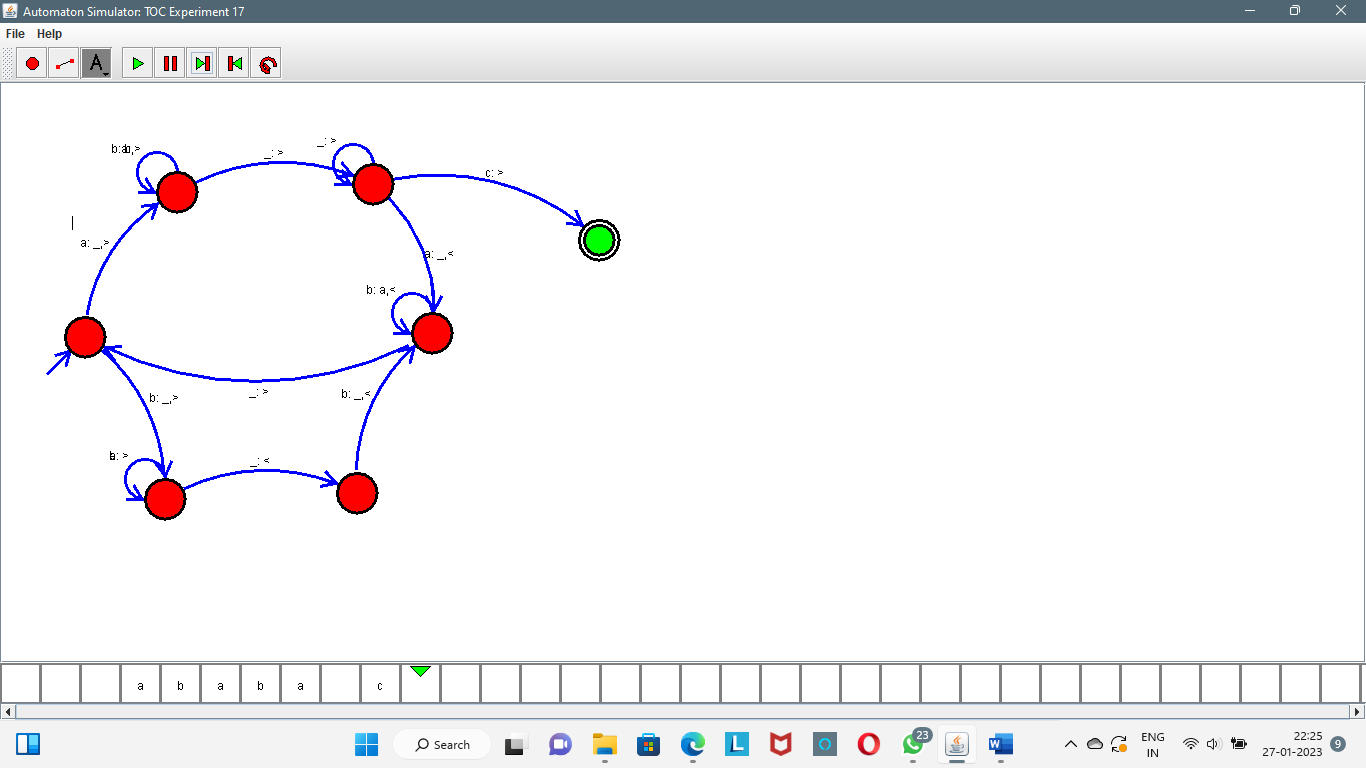 Automaton Simulator: TOC Experiment 17
File Help
A
_: >
b: >
_: >
c: >
a: _,>
a: _,<
b: a,<
b: _,>
_: >
b: _,<
_: <
a b a b a c
Search
23
ENG
IN
22:25
27-01-2023
9